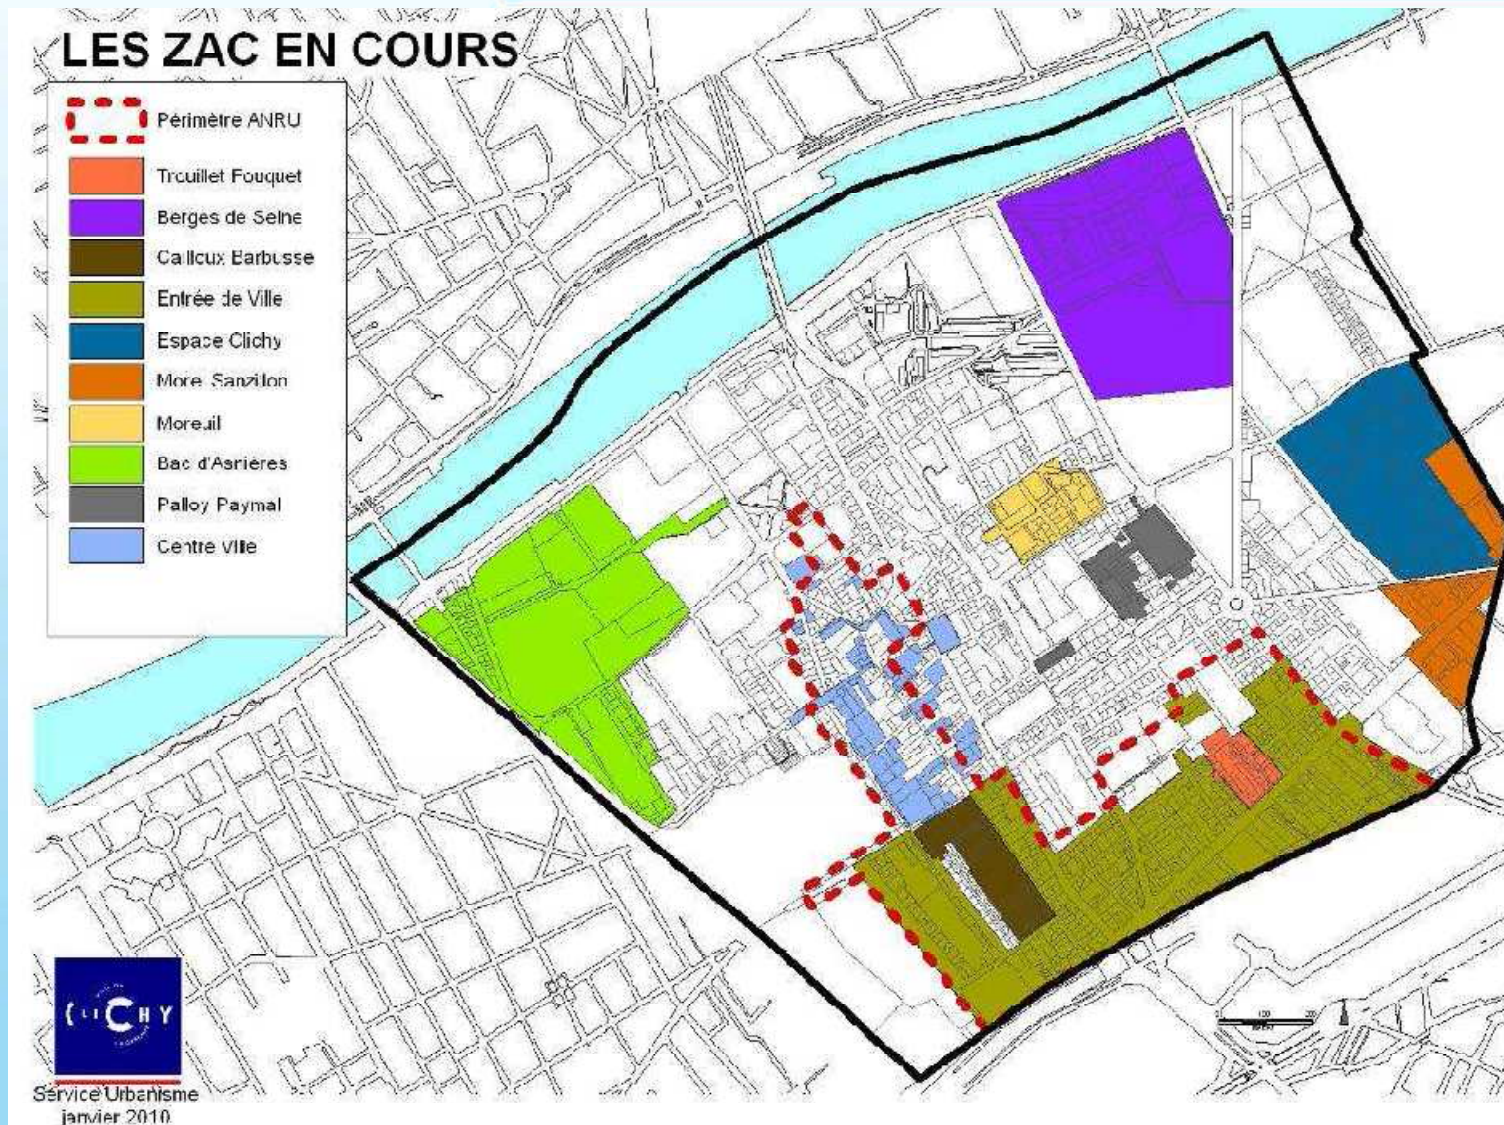 LES ZAC EN COURS
Périmètre ANRU
Trouillet Fouquet
Berges de Seine
Cailloux Barbusse
Entrée de Ville
Espace Clichy
Morel Sanzillon
Moreuil
Bac d'Asnières
Palloy Paymal
Centre Ville
CLICHY
Service Urbanisme
janvier 2010